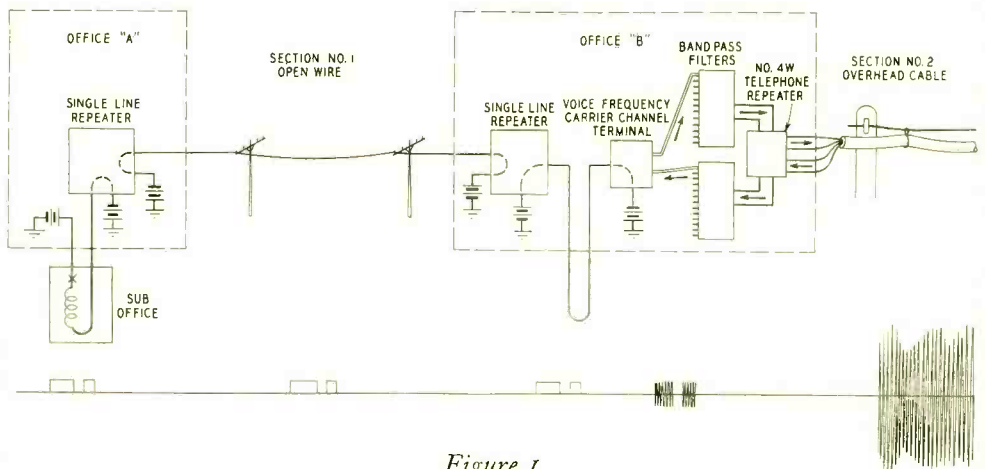 OFFICE "A"
SINGLE LINE
REPEATER
SUB
OFFICE
SECTION NO. 1
OPEN WIRE
OFFICE "B"
SINGLE LINE
REPEATER
VOICE FREQUENCY
CARRIER CHANNEL
TERMINAL
BAND PASS
FILTERS
NO. 4W
TELEPHONE
REPEATER
SECTION NO. 2
OVERHEAD CABLE
Figure 1